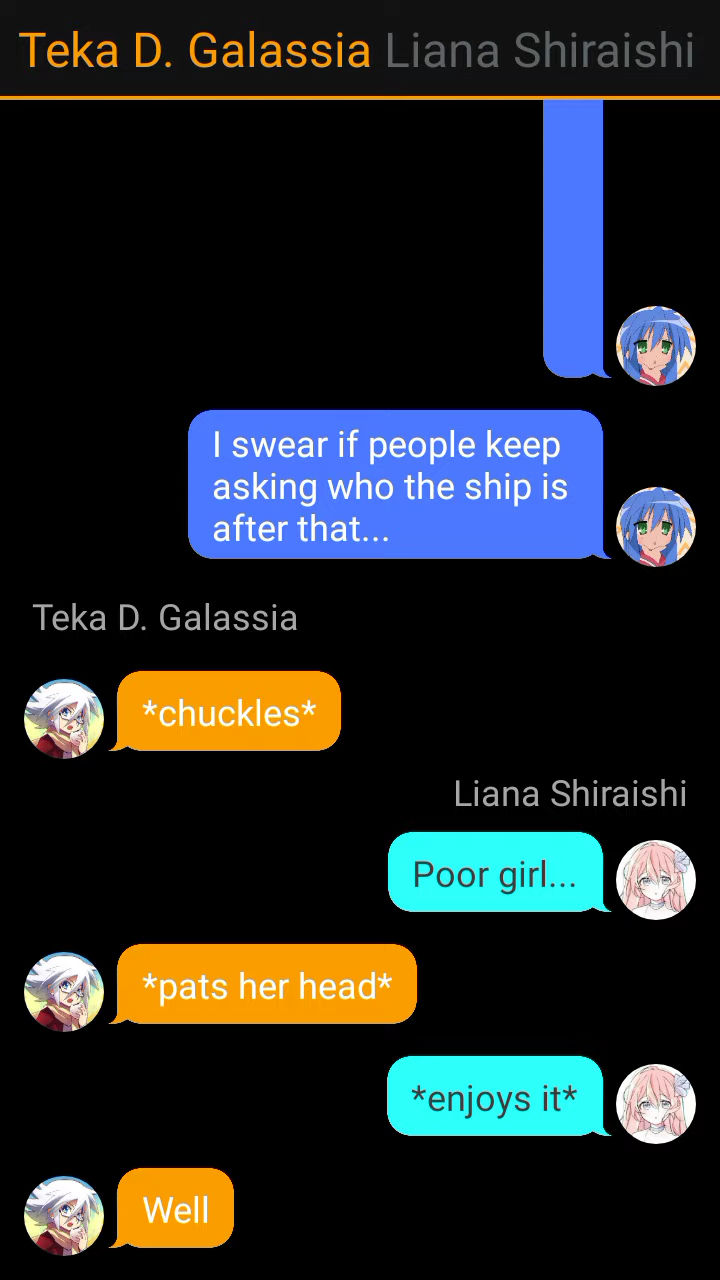 Teka D. Galassia Liana Shiraishi
I swear if people keep
asking who the ship is
after that...
Teka D. Galassia
*chuckles*
Liana Shiraishi
Poor girl...
*pats her head*
*enjoys it*
Well